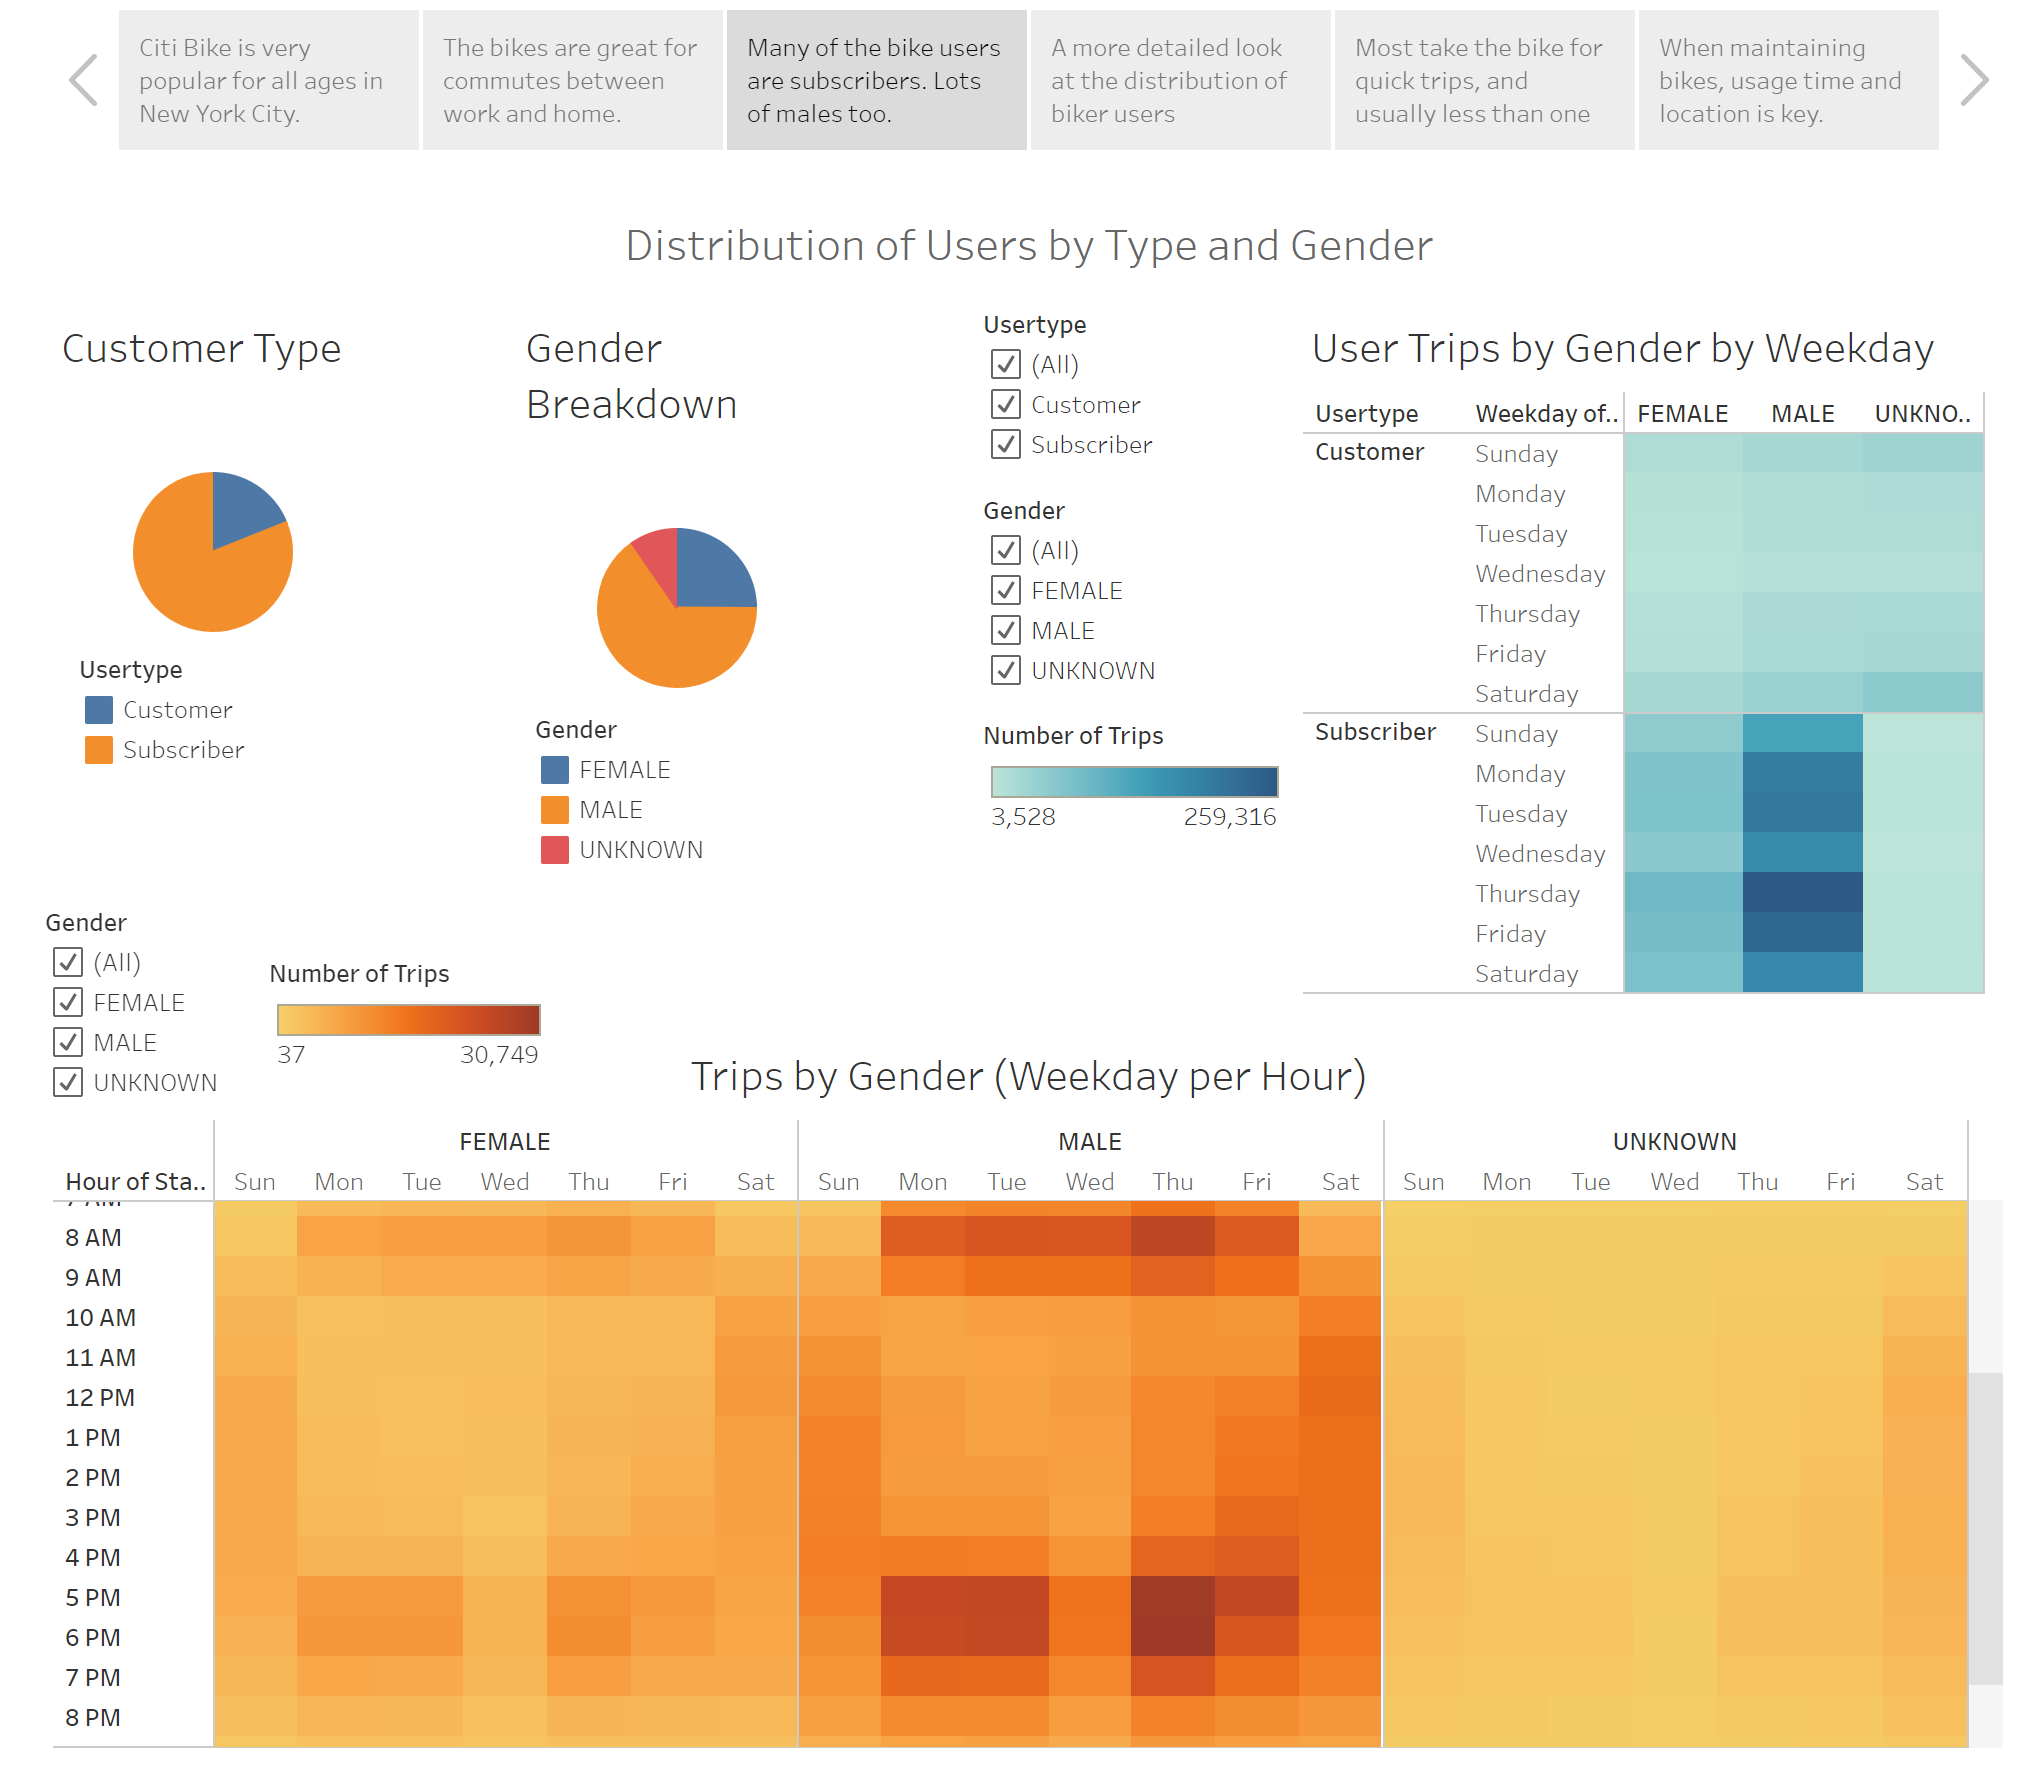 Citi Bike is very
popular for all ages in
New York City.
The bikes are great for
commutes between
work and home.
Many of the bike users
are subscribers. Lots
of males too.
A more detailed look
at the distribution of
biker users
Most take the bike for
quick trips, and
usually less than one
When maintaining
bikes, usage time and
location is key.
Distribution of Users by Type and Gender
Customer Type
Usertype
Customer
Subscriber
Gender
Breakdown
Gender
FEMALE
MALE
UNKNOWN
Usertype
(All)
Customer
Subscriber
Gender
(All)
FEMALE
MALE
UNKNOWN
Number of Trips
3,528 259,316
User Trips by Gender by Weekday
Usertype Weekday of.. FEMALE MALE UNKNO..
Customer Sunday
Monday
Tuesday
Wednesday
Thursday
Friday
Saturday
Subscriber Sunday
Monday
Tuesday
Wednesday
Thursday
Friday
Saturday
Gender
(All)
FEMALE
MALE
UNKNOWN
Number of Trips
37 30,749
Trips by Gender (Weekday per Hour)
FEMALE MALE UNKNOWN
Hour of Sta.. Sun Mon Tue Wed Thu Fri Sat Sun Mon Tue Wed Thu Fri Sat Sun Mon Tue Wed Thu Fri Sat
8 AM
9 AM
10 AM
11 AM
12 PM
1 PM
2 PM
3 PM
4 PM
5 PM
6 PM
7 PM
8 PM